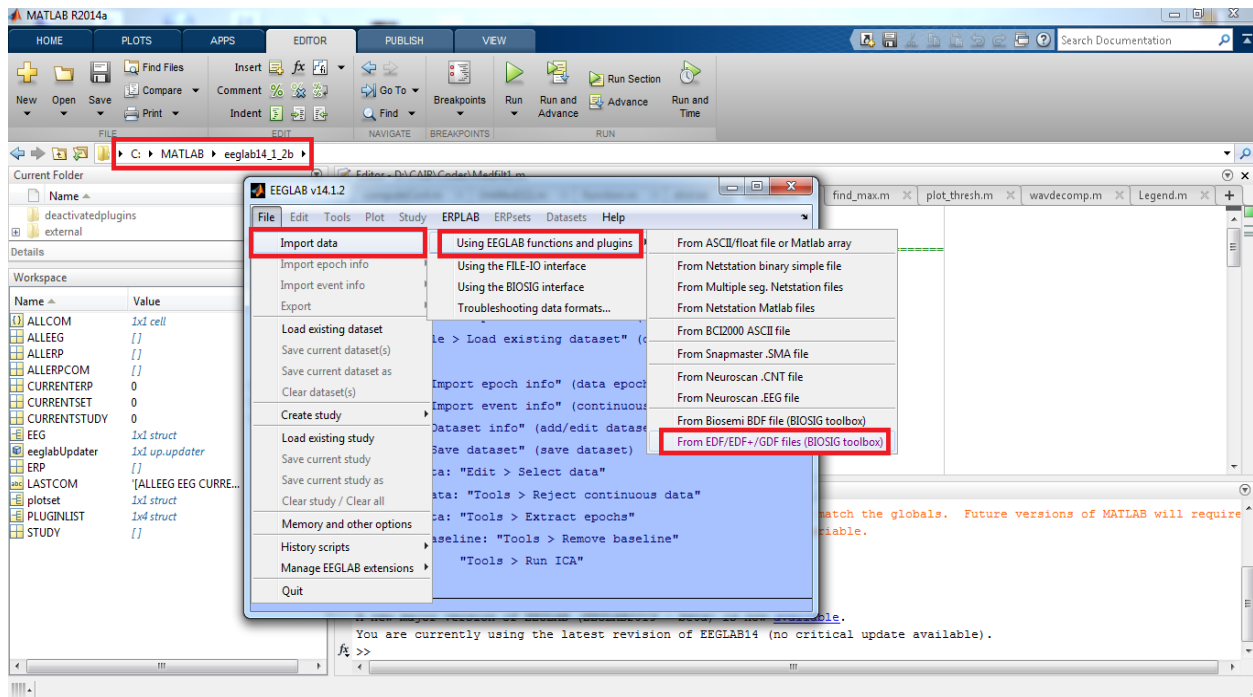 MATLAB R2014a
HOME PLOTS APPS EDITOR PUBLISH VIEW
Search Documentation
New Open Save
Find Files
Compare
Print
Insert fx
Comment
Indent
Go To
Find
Breakpoints
Run
Run and Advance
Run Section
Advance
Run and Time
FILE EDIT NAVIGATE BREAKPOINTS RUN
C: MATLAB eeglab14_1_2b
Current Folder
Name
deactivatedplugins
external
Details
Workspace
Name Value
ALLCOM 1x1 cell
ALLEEG []
ALLERP []
ALLERPCOM []
CURRENTERP 0
CURRENTSET 0
CURRENTSTUDY 0
EEG 1x1 struct
eeglabUpdater 1x1 up.updater
ERP []
LASTCOM '[ALLEEG EEG CURRE...
plotset 1x1 struct
PLUGINLIST 1x4 struct
STUDY []
Editor - D:\CAIR\Coder\Medfilt1.m
find_max.m plot_thresh.m wavdecomp.m Legend.m
EEGLAB v14.1.2
File Edit Tools Plot Study ERPLAB ERPsets Datasets Help
Import data
Import epoch info
Import event info
Export
Load existing dataset
Save current dataset(s)
Save current dataset as
Clear dataset(s)
Create study
Load existing study
Save current study
Save current study as
Clear study / Clear all
Memory and other options
History scripts
Manage EEGLAB extensions
Quit
Using EEGLAB functions and plugins
Using the FILE-IO interface
Using the BIOSIG interface
Troubleshooting data formats...
From ASCII/float file or Matlab array
From Netstation binary simple file
From Multiple seg. Netstation files
From Netstation Matlab files
From BCI2000 ASCII file
From Snapmaster .SMA file
From Neuroscan .CNT file
From Neuroscan .EEG file
From Biosemi BDF file (BIOSIG toolbox)
From EDF/EDF+/GDF files (BIOSIG toolbox)
le > Load existing dataset" (c
Import epoch info" (data epoch
Import event info" (continuous
Dataset info" (add/edit datase
Save dataset" (save dataset)
ta: "Edit > Select data"
ata: "Tools > Reject continuous data"
ta: "Tools > Extract epochs"
aseline: "Tools > Remove baseline"
"Tools > Run ICA"
match the globals. Future versions of MATLAB will require
riable.
available.
You are currently using the latest revision of EEGLAB14 (no critical update available).
fx >>